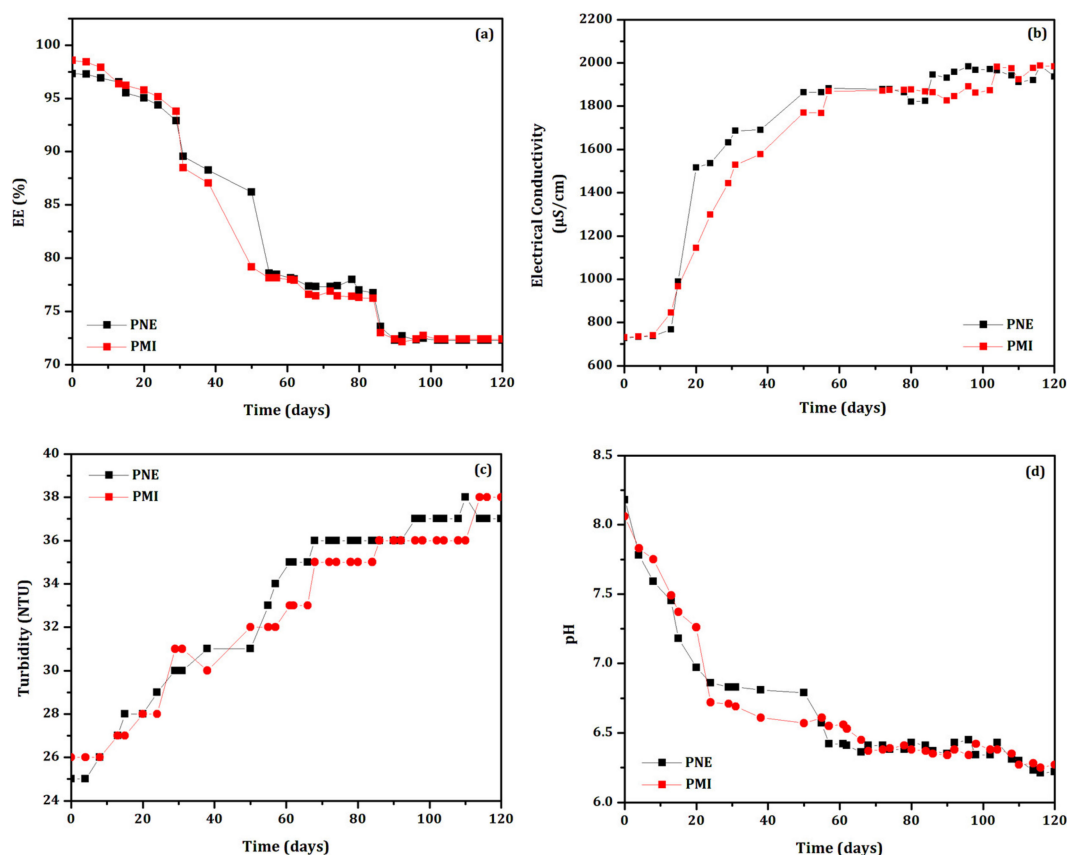 (a)
100
95
90
85
80
75
70
EE (%)
PNE
PMI
0
20
40
60
80
100
120
Time (days)
(b)
2200
2000
1800
1600
1400
1200
1000
800
600
Electrical Conductivity
(µS/cm)
PNE
PMI
0
20
40
60
80
100
120
Time (days)
(c)
40
38
36
34
32
30
28
26
24
Turbidity (NTU)
PNE
PMI
0
20
40
60
80
100
120
Time (days)
(d)
8.5
8.0
7.5
7.0
6.5
6.0
pH
PNE
PMI
0
20
40
60
80
100
120
Time (days)